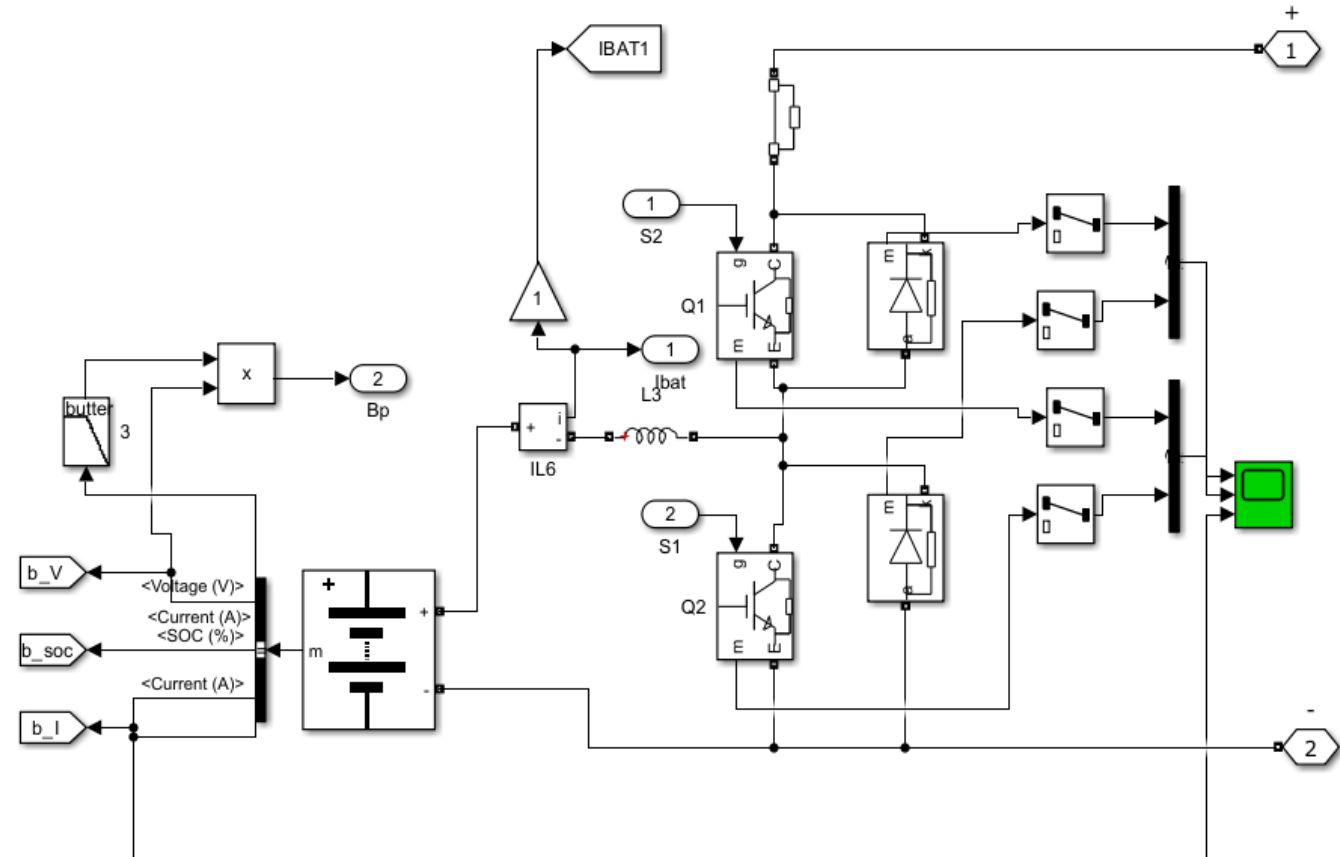 +
IBAT1
1
1
S2
g
C
m
k
Q1
1
m
E
a
1
Ibat
L3
x
2
Bp
butter
3
+
i
-
IL6
2
S1
m
k
g
C
b_V
<Voltage (V)>
+
a
Q2
<Current (A)>
+
<SOC (%)>
b_soc
m
m
E
<Current (A)>
-
b_I
-
2